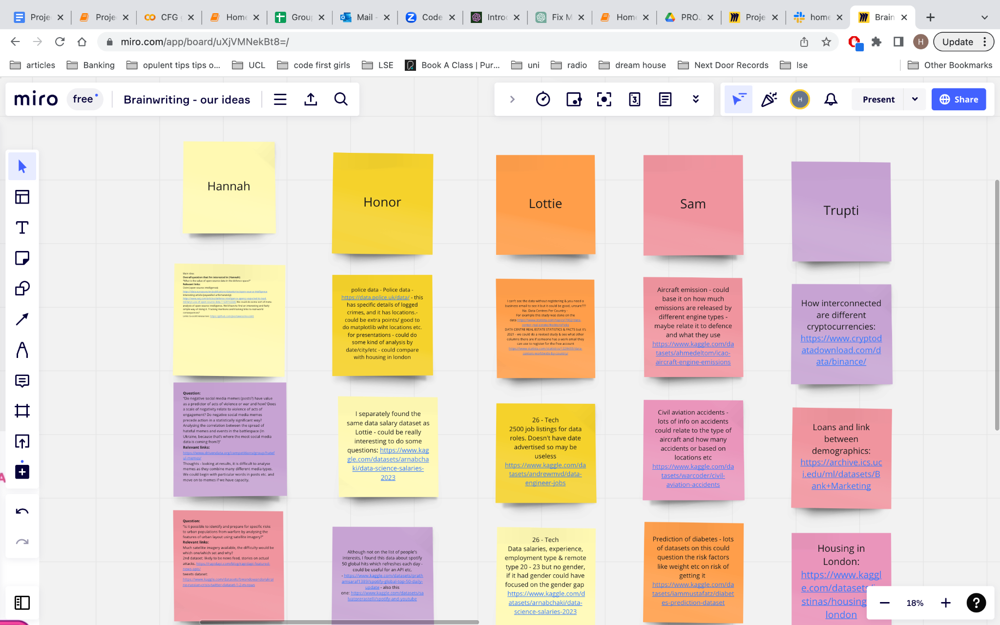 Proje
Proje
CFG
Home
Grou
Mail -
Code
Intro
Fix M
Home
PROJ
Proje
home
Brain
miro.com/app/board/uXjVMNekBt8=/
H
Update
articles
Banking
opulent tips tips o...
UCL
code first girls
LSE
Book A Class | Pur...
uni
radio
dream house
Next Door Records
lse
Other Bookmarks
miro
free
Brainwriting - our ideas
3
H
Present
Share
Hannah
Main idea:
Overall question that I'm interested in (Hannah):
"What is the value of open source data in the defence space?"
Relevant links:
Osint (open-source intelligence):
Interesting article (paywalled unfortunately):
We could do some sort of meta-
analysis of open-source intelligence. We'd have to find an interesting and fairly
simple way of doing it. Tracking mentions and tracking links to real-world
consequences?
Links to osint resources:
Question:
"Do negative social media memes (posts?) have value
as a predictor of acts of violence or war and how? Does
a scale of negativity relate to violence of acts of
engagement? Do negative social media memes
precede action in a statistically significant way?
Analysing the correlation between the spread of
hateful memes and events in the battlespace (in
Ukraine, because that's where the most social media
data is coming from?)"
Relevant links:
https://www.drivendata.org/competitions/group/hatef
ul-memes/
Thoughts - looking at results, it is difficult to analyse
memes as they combine many different media types.
We could begin with particular words in posts etc. and
move on to memes if we have capacity.
Question:
"Is it possible to identify and prepare for specific risks
to urban populations from warfare by analysing the
features of urban layout using satellite imagery?"
Relevant links:
Much satellite imagery available, the difficulty would be
which one/which set and why?
2nd dataset: likely to be news feed, stories on actual
attacks. https://rapidapi.com/blog/rapidapi-featured-
news-apis/
tweets dataset:
https://www.kaggle.com/datasets/bwandowando/ukrai
ne-russian-crisis-twitter-dataset-1-2-m-rows
Honor
police data - Police data -
https://data.police.uk/data/ - this
has specific details of logged
crimes, and it has locations.-
could be extra points/ good to
do matplotlib wiht locations etc.
for presentations - could do
some kind of analysis by
date/city/etc - could compare
with housing in london
I separately found the
same data salary dataset as
Lottie - could be really
interesting to do some
questions: https://www.kag
gle.com/datasets/arnabcha
ki/data-science-salaries-
2023
Although not on the list of people's
interests, I found this data about spotify
50 global hits which refreshes each day -
could be useful for an API etc.
- https://www.kaggle.com/datasets/prath
amsaraf1389/spotify-global-top-50-daily-
update - also this
one: https://www.kaggle.com/datasets/sa
lvatorerastelli/spotify-and-youtube
Lottie
I can't see the data without registering & you need a
business email to see it but it could be good, unsure???
No. Data Centres Per Country -
For example this study was done on the
data https://www.statista.com/topics/7902/data-
center-real-estate/#editorsPicks
DATA CENTRE REAL ESTATE STATISTICS & FACTS but it's
2021 - we could do a revised study & see what other
columns there are if someone has a work email they
can use to register for the free account
https://www.statista.com/statistics/1228433/data-
centers-worldwide-by-country/
26 - Tech
2500 job listings for data
roles. Doesn't have date
advertised so may be
useless
https://www.kaggle.com/da
tasets/andrewmvd/data-
engineer-jobs
26 - Tech
Data salaries, experience,
employment type & remote
type 20 - 23 but no gender,
if it had gender could have
focused on the gender gap
https://www.kaggle.com/d
atasets/arnabchaki/data-
science-salaries-2023
Sam
Aircraft emission - could
base it on how much
emissions are released by
different engine types -
maybe relate it to defence
and what they use
https://www.kaggle.com/da
tasets/ahmedeltom/icao-
aircraft-engine-emissions
Civil aviation accidents -
lots of info on accidents
could relate to the type of
aircraft and how many
accidents or based on
locations etc
https://www.kaggle.com/da
tasets/warcoder/civil-
aviation-accidents
Prediction of diabetes - lots
of datasets on this could
question the risk factors
like weight etc on risk of
getting it
https://www.kaggle.com/da
tasets/iammustafatz/diabet
es-prediction-dataset
Trupti
How interconnected
are different
cryptocurrencies:
https://www.cryptod
atadownload.com/d
ata/binance/
Loans and link
between
demographics:
https://archive.ics.uc
i.edu/ml/datasets/B
ank+Marketing
Housing in
London:
https://www.kaggl
e.com/datasets/j
stinas/housing
london
A
18%
?